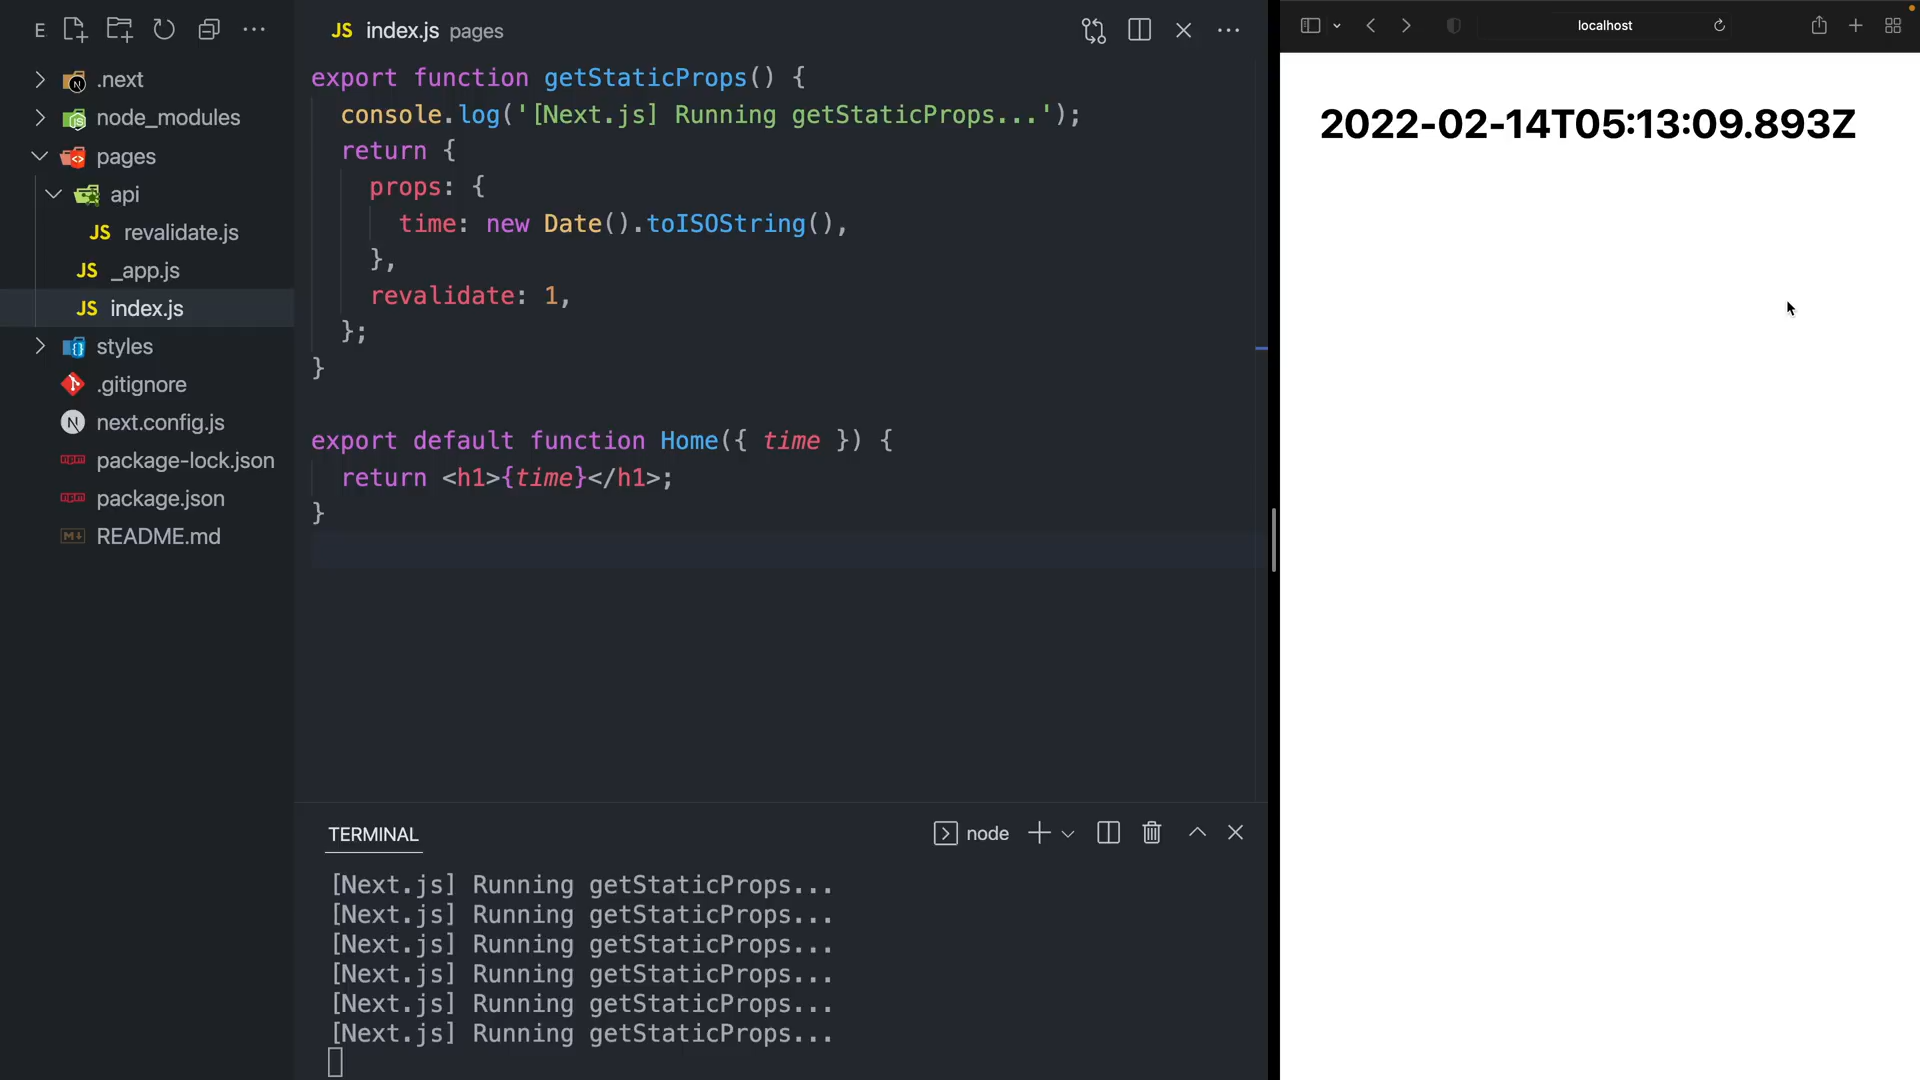 E
.next
node_modules
pages
api
JS revalidate.js
JS _app.js
JS index.js
styles
.gitignore
next.config.js
package-lock.json
package.json
README.md
JS index.js pages
export function getStaticProps() {
console.log('[Next.js] Running getStaticProps...');
return {
props: {
time: new Date().toISOString(),
},
revalidate: 1,
};
}
export default function Home({ time }) {
return <h1>{time}</h1>;
}
TERMINAL
node
[Next.js] Running getStaticProps...
[Next.js] Running getStaticProps...
[Next.js] Running getStaticProps...
[Next.js] Running getStaticProps...
[Next.js] Running getStaticProps...
[Next.js] Running getStaticProps...
localhost
2022-02-14T05:13:09.893Z